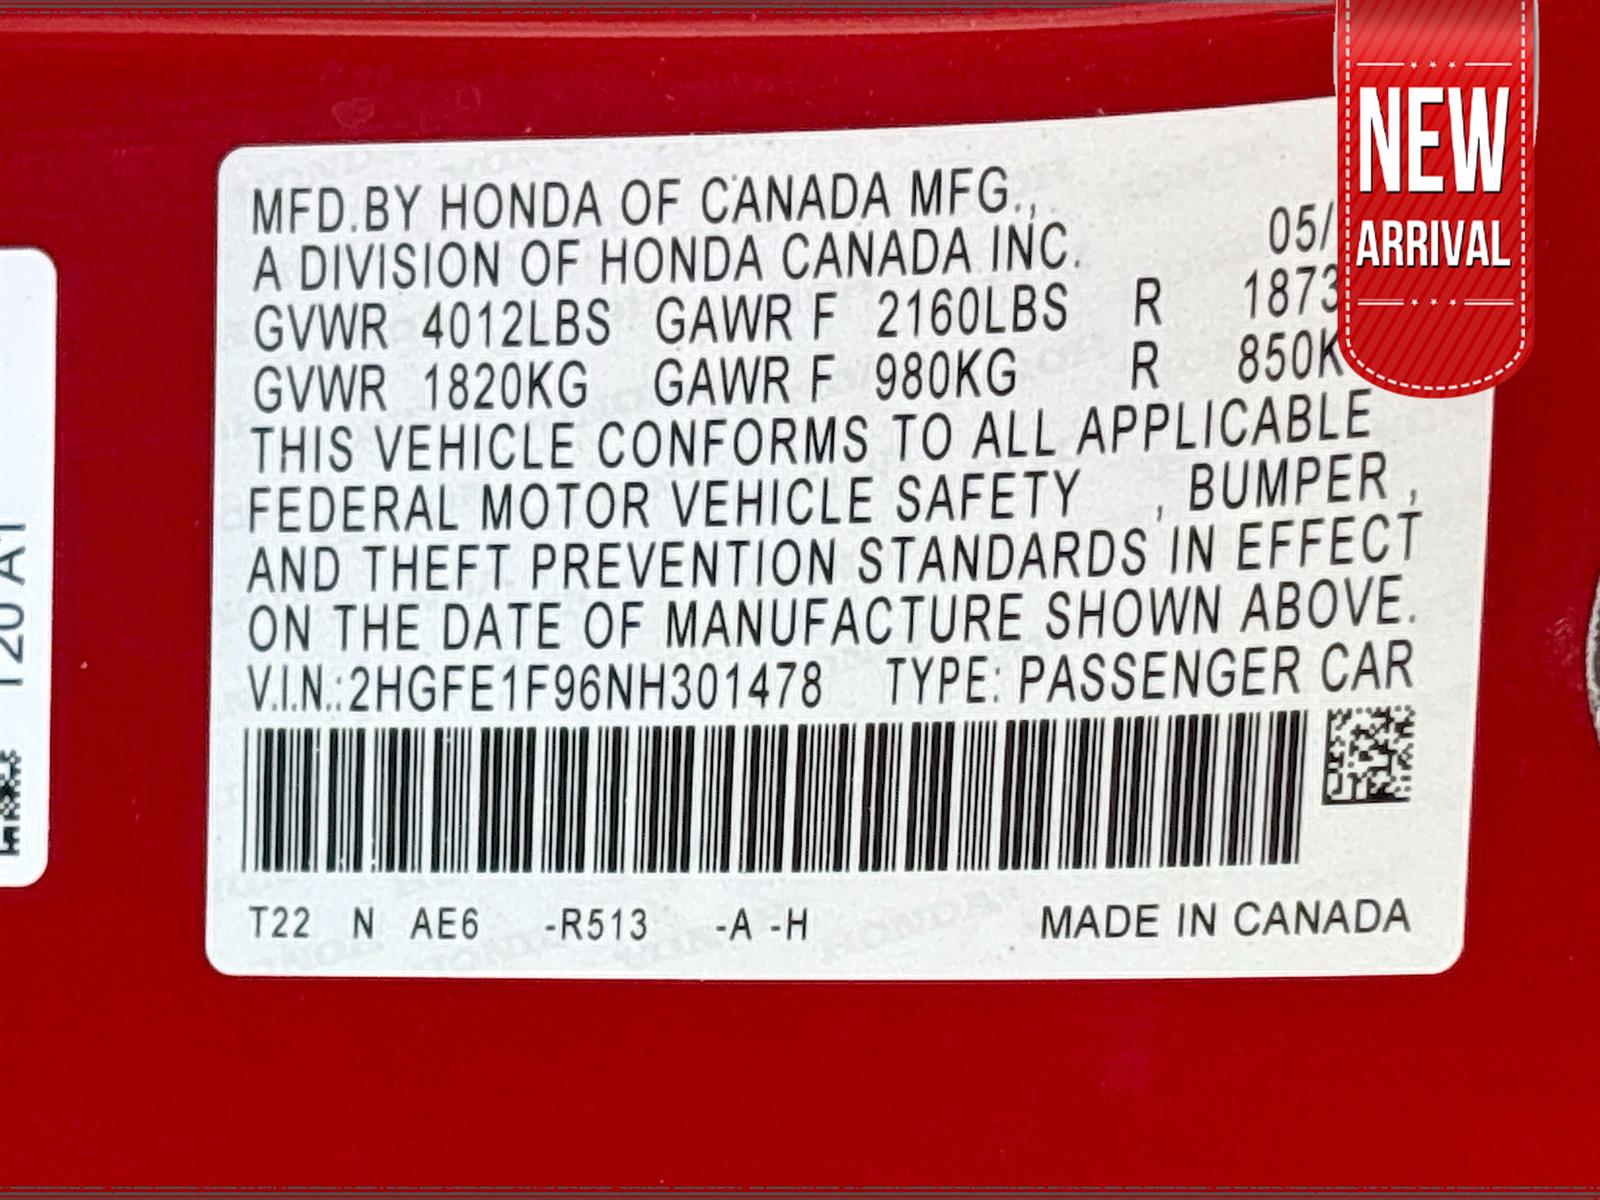 NEW
ARRIVAL
MFD.BY HONDA OF CANADA MFG.,
A DIVISION OF HONDA CANADA INC. 05/
GVWR 4012LBS GAWR F 2160LBS R 1873
GVWR 1820KG GAWR F 980KG R 850K
THIS VEHICLE CONFORMS TO ALL APPLICABLE
FEDERAL MOTOR VEHICLE SAFETY , BUMPER ,
AND THEFT PREVENTION STANDARDS IN EFFECT
ON THE DATE OF MANUFACTURE SHOWN ABOVE.
V.I.N.:2HGFE1F96NH301478 TYPE: PASSENGER CAR
T22 N AE6 -R513 -A -H MADE IN CANADA
120 A1